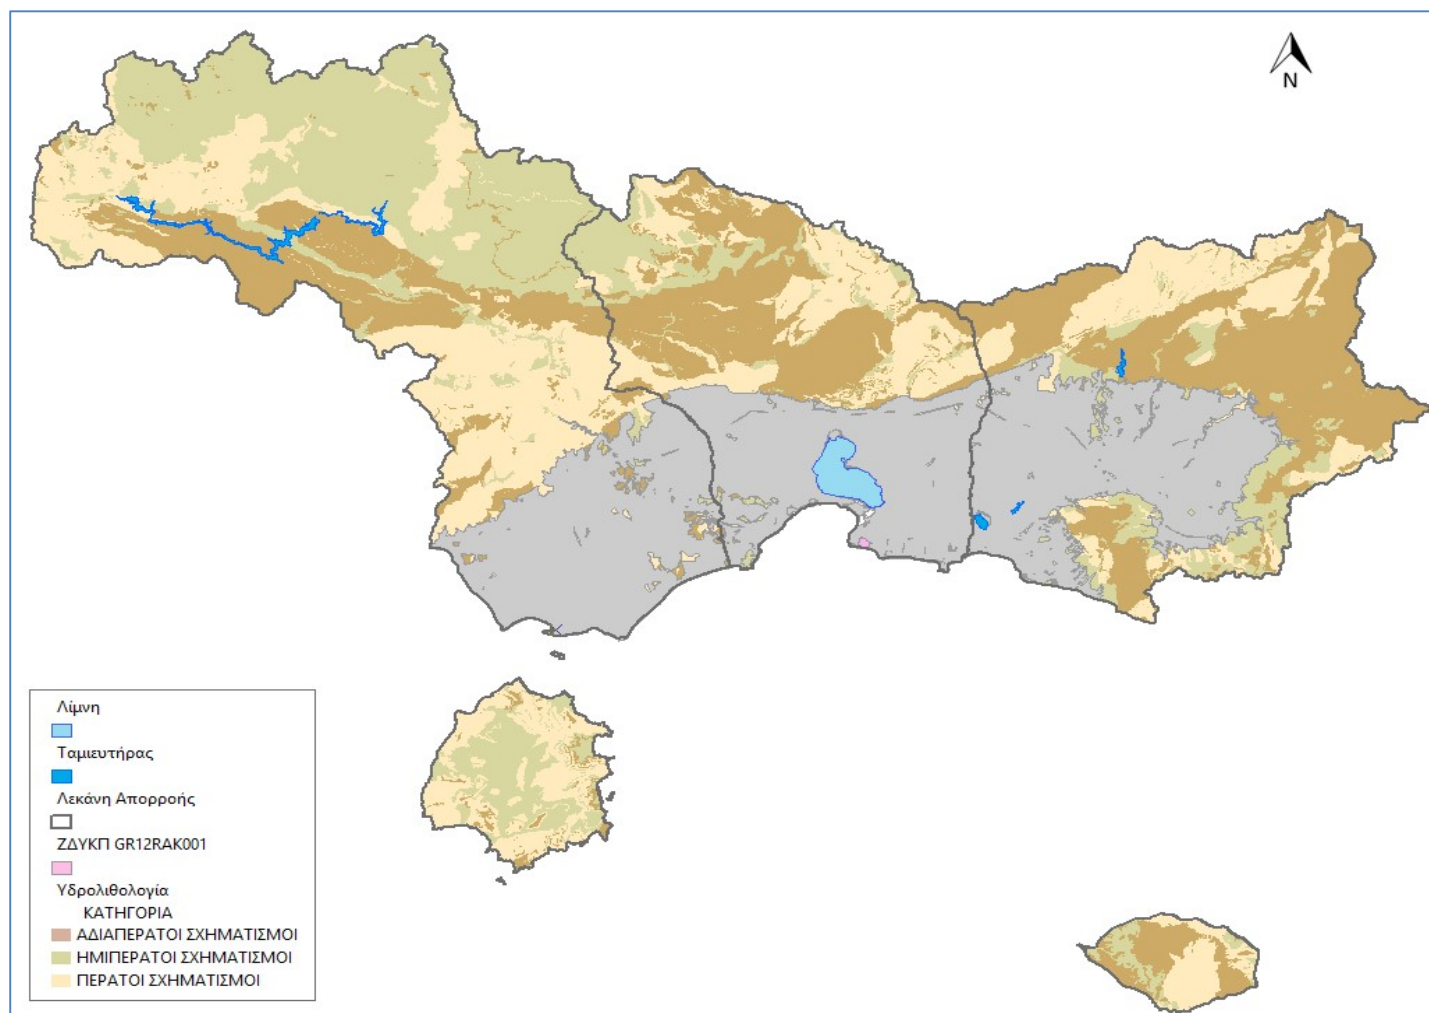 N
Λίμνη
Ταμιευτήρας
Λεκάνη Απορροής
ΖΔΥΚΠ GR12RAK001
Υδρολιθολογία
ΚΑΤΗΓΟΡΙΑ
ΑΔΙΑΠΕΡΑΤΟΙ ΣΧΗΜΑΤΙΣΜΟΙ
ΗΜΙΠΕΡΑΤΟΙ ΣΧΗΜΑΤΙΣΜΟΙ
ΠΕΡΑΤΟΙ ΣΧΗΜΑΤΙΣΜΟΙ